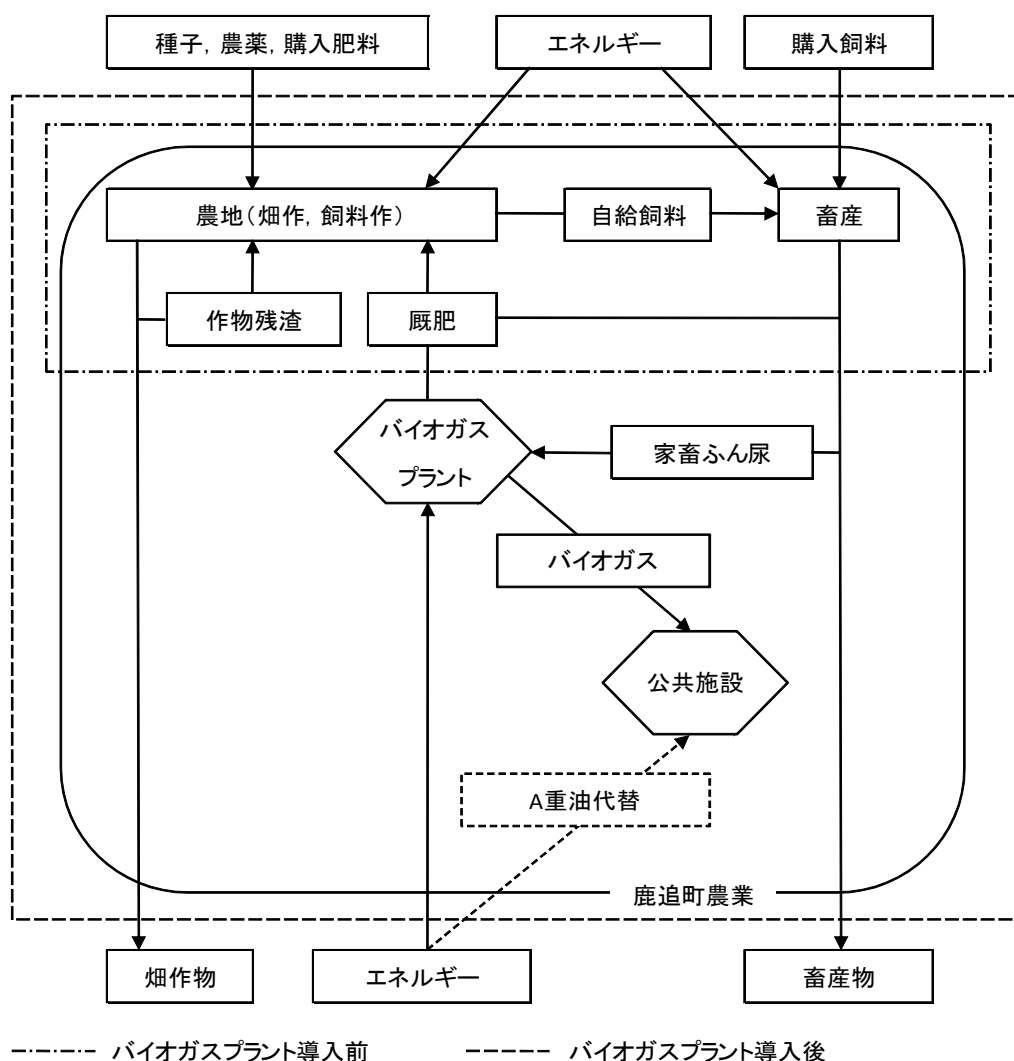 種子，農薬，購入肥料
エネルギー
購入飼料
農地（畑作，飼料作）
自給飼料
畜産
作物残渣
厩肥
バイオガス
プラント
家畜ふん尿
バイオガス
公共施設
A重油代替
鹿追町農業
畑作物
エネルギー
畜産物
バイオガスプラント導入前
バイオガスプラント導入後